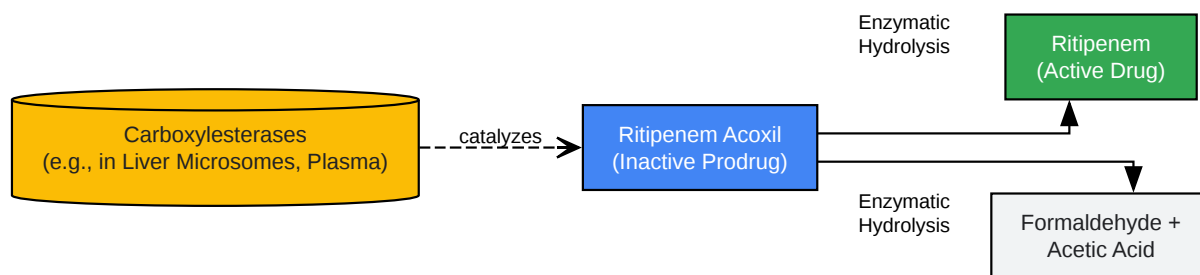 Carboxylesterases
(e.g., in Liver Microsomes, Plasma)
catalyzes
Ritipenem Acoxil
(Inactive Prodrug)
Enzymatic
Hydrolysis
Ritipenem
(Active Drug)
Enzymatic
Hydrolysis
Formaldehyde +
Acetic Acid